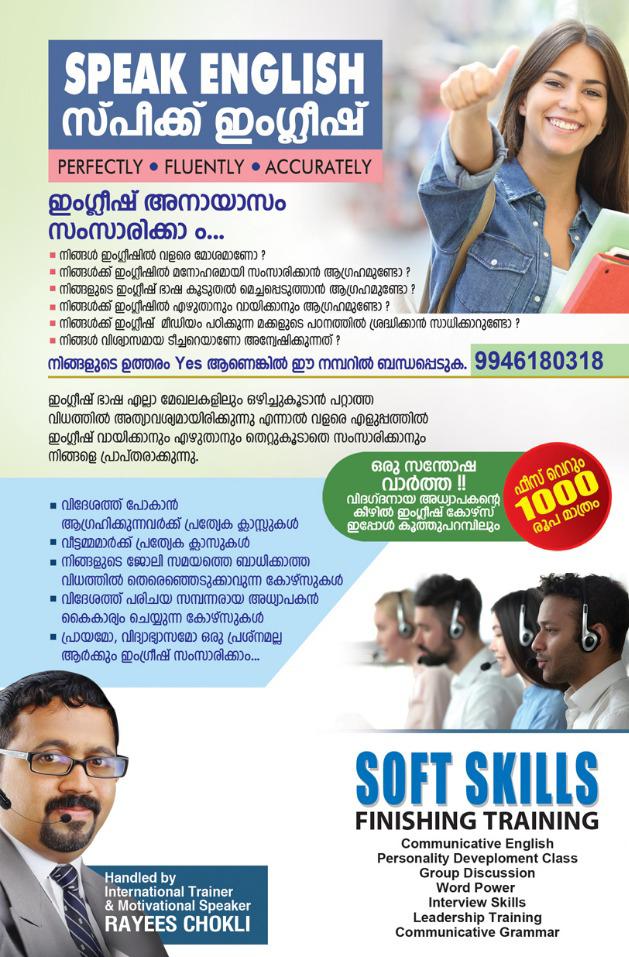 SPEAK ENGLISH
സ്പീക്ക് ഇംഗ്ലീഷ്
PERFECTLY • FLUENTLY • ACCURATELY
ഇംഗ്ലീഷ് അനായാസം
സംസാരിക്കാ ം...
നിങ്ങൾ ഇംഗ്ലീഷിൽ വളരെ മോശമാണോ ?
നിങ്ങൾക്ക് ഇംഗ്ലീഷിൽ മനോഹരമായി സംസാരിക്കാൻ ആഗ്രഹമുണ്ടോ ?
നിങ്ങളുടെ ഇംഗ്ലീഷ് ഭാഷ കൂടുതൽ മെച്ചപ്പെടുത്താൻ ആഗ്രഹമുണ്ടോ ?
നിങ്ങൾക്ക് ഇംഗ്ലീഷിൽ എഴുതാനും വായിക്കാനും ആഗ്രഹമുണ്ടോ ?
നിങ്ങൾക്ക് ഇംഗ്ലീഷ് മീഡിയം പഠിക്കുന്ന മക്കളുടെ പഠനത്തിൽ ശ്രദ്ധിക്കാൻ സാധിക്കാറുണ്ടോ ?
നിങ്ങൾ വിശ്വാസമായ ടീച്ചറെയാണോ അന്വേഷിക്കുന്നത് ?
നിങ്ങളുടെ ഉത്തരം Yes ആണെങ്കിൽ ഈ നമ്പറിൽ ബന്ധപ്പെടുക. 9946180318
ഇംഗ്ലീഷ് ഭാഷ എല്ലാ മേഖലകളിലും ഒഴിച്ചുകൂടാൻ പറ്റാത്ത
വിധത്തിൽ അത്യാവശ്യമായിരിക്കുന്നു എന്നാൽ വളരെ എളുപ്പത്തിൽ
ഇംഗ്ലീഷ് വായിക്കാനും എഴുതാനും തെറ്റുകൂടാതെ സംസാരിക്കാനും
നിങ്ങളെ പ്രാപ്തരാക്കുന്നു.
ഒരു സന്തോഷ
വാർത്ത !!
വിദഗ്ദനായ അധ്യാപകന്റെ
കീഴിൽ ഇംഗ്ലീഷ് കോഴ്സ്
ഇപ്പോൾ കൂത്തുപറമ്പിലും
ഫീസ് വെറും
1000
രൂപ മാത്രം
വിദേശത്ത് പോകാൻ
ആഗ്രഹിക്കുന്നവർക്ക് പ്രത്യേക ക്ലാസ്സുകൾ
വീട്ടമ്മമാർക്ക് പ്രത്യേക ക്ലാസുകൾ
നിങ്ങളുടെ ജോലി സമയത്തെ ബാധിക്കാത്ത
വിധത്തിൽ തെരെഞ്ഞെടുക്കാവുന്ന കോഴ്സുകൾ
വിദേശത്ത് പരിചയ സമ്പന്നരായ അധ്യാപകൻ
കൈകാര്യം ചെയ്യുന്ന കോഴ്സുകൾ
പ്രായമോ, വിദ്യാഭ്യാസമോ ഒരു പ്രശ്നമല്ല
ആർക്കും ഇംഗ്രീഷ് സംസാരിക്കാം...
SOFT SKILLS
FINISHING TRAINING
Communicative English
Personality Deveploment Class
Group Discussion
Word Power
Interview Skills
Leadership Training
Communicative Grammar
Handled by
International Trainer
& Motivational Speaker
RAYEES CHOKLI